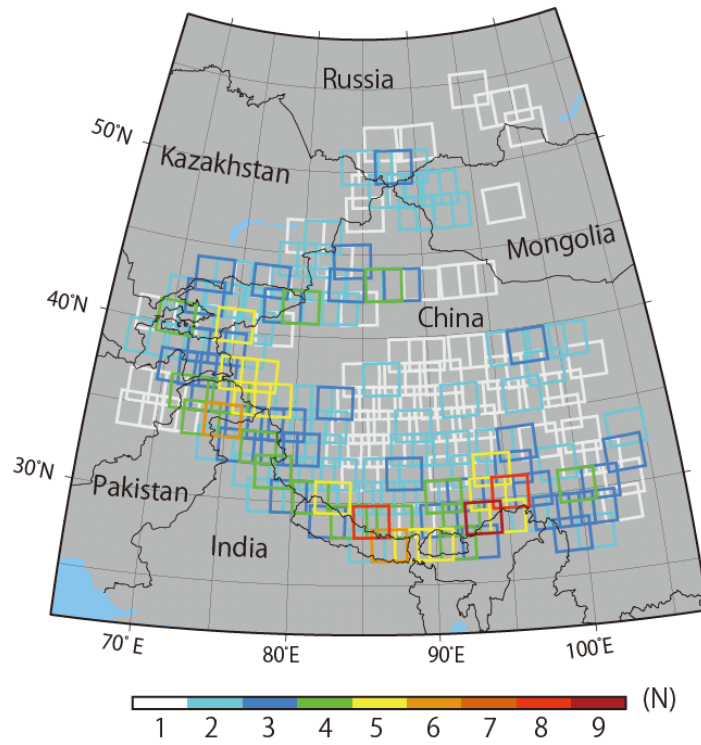 Russia
50°N
Kazakhstan
Mongolia
40°N
China
30°N
Pakistan
India
70°E
80°E
90°E
100°E
(N)
1 2 3 4 5 6 7 8 9